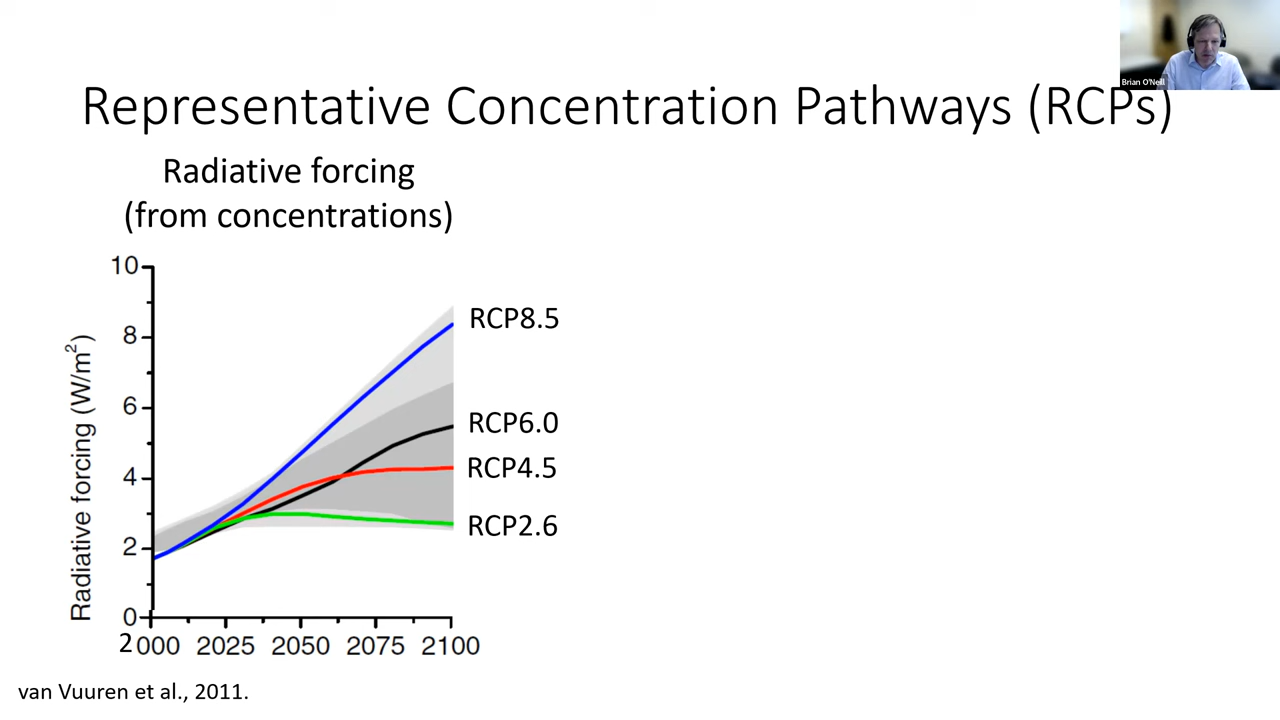 Brian O'Neill
Representative Concentration Pathways (RCPs)
Radiative forcing
(from concentrations)
Radiative forcing (W/m²)
10
8
6
4
2
0
2000 2025 2050 2075 2100
RCP8.5
RCP6.0
RCP4.5
RCP2.6
van Vuuren et al., 2011.